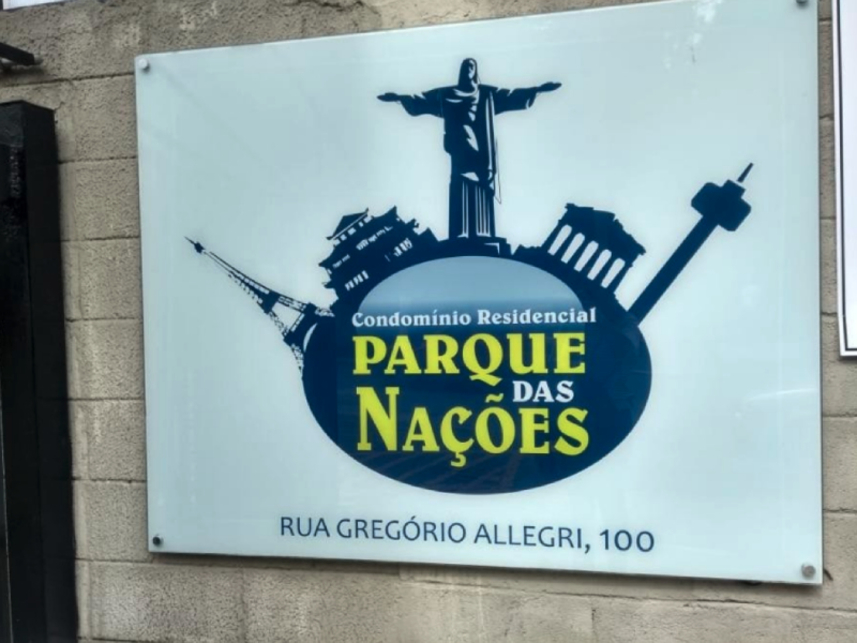 Condomínio Residencial
PARQUE
DAS
NAÇÕES
RUA GREGÓRIO ALLEGRI, 100